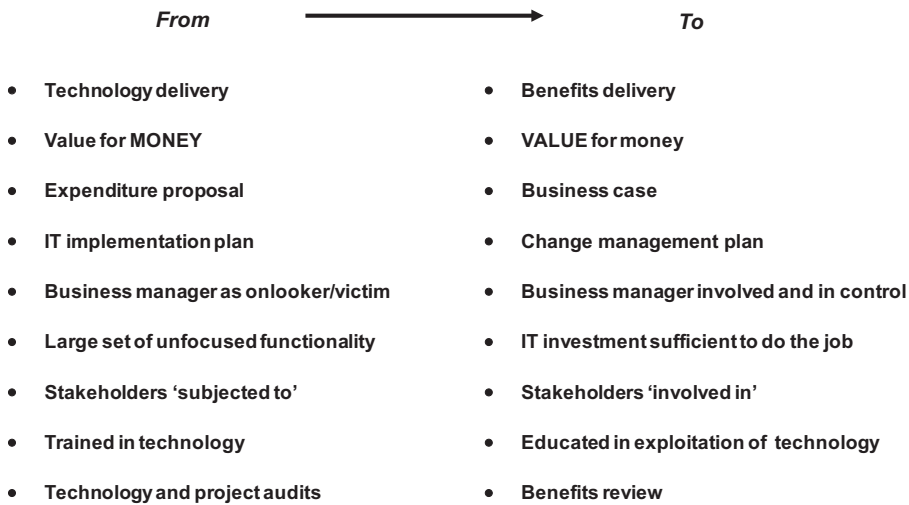 From To
• Technology delivery • Benefits delivery
• Value for MONEY • VALUE for money
• Expenditure proposal • Business case
• IT implementation plan • Change management plan
• Business manager as onlooker/victim • Business manager involved and in control
• Large set of unfocused functionality • IT investment sufficient to do the job
• Stakeholders ‘subjected to’ • Stakeholders ‘involved in’
• Trained in technology • Educated in exploitation of technology
• Technology and project audits • Benefits review